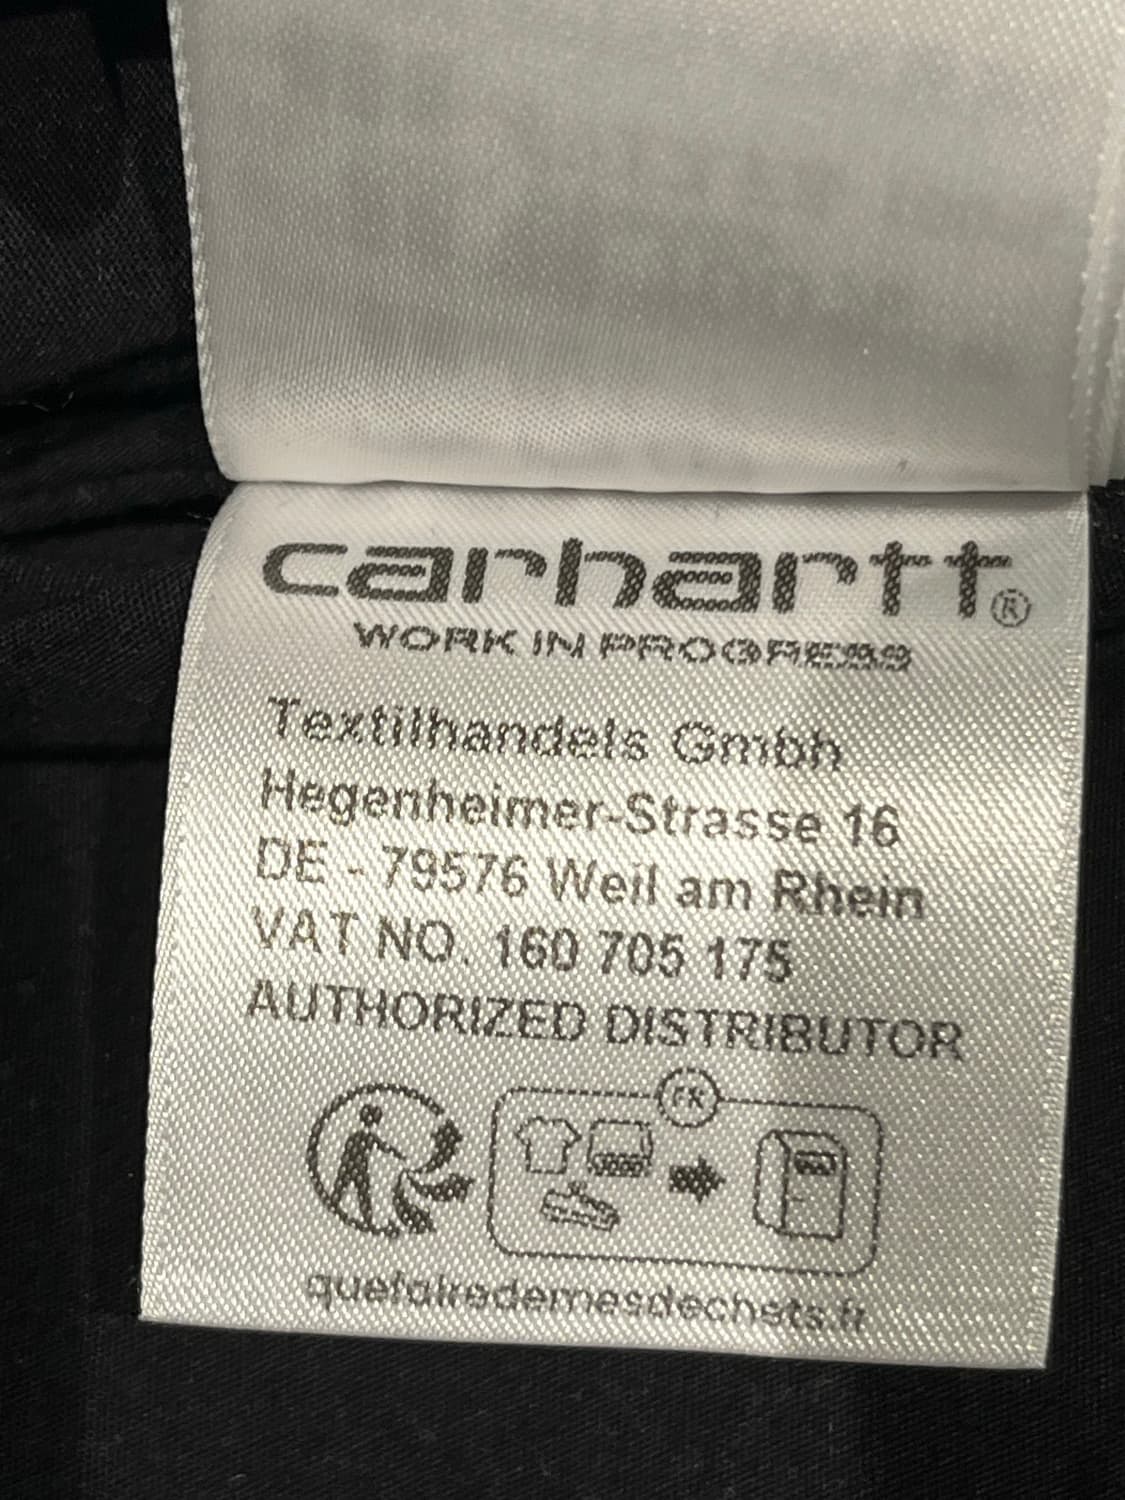 carhartt®
WORK IN PROGRESS
Textilhandels Gmbh
Hegenheimer-Strasse 16
DE - 79576 Weil am Rhein
VAT NO. 160 705 175
AUTHORIZED DISTRIBUTOR
FR
quefairedemesdechets.fr